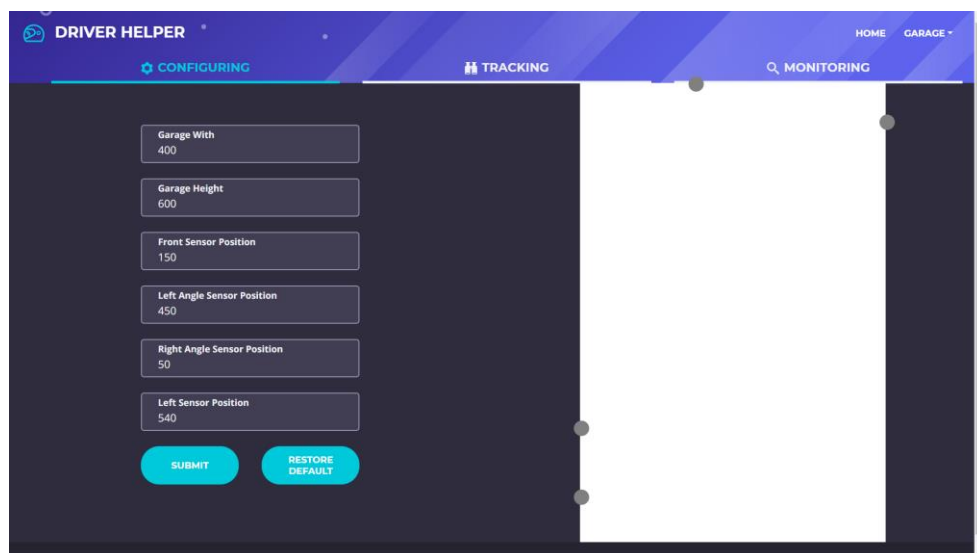 DRIVER HELPER
HOME
GARAGE
CONFIGURING
TRACKING
MONITORING
Garage With
400
Garage Height
600
Front Sensor Position
150
Left Angle Sensor Position
450
Right Angle Sensor Position
50
Left Sensor Position
540
SUBMIT
RESTORE
DEFAULT